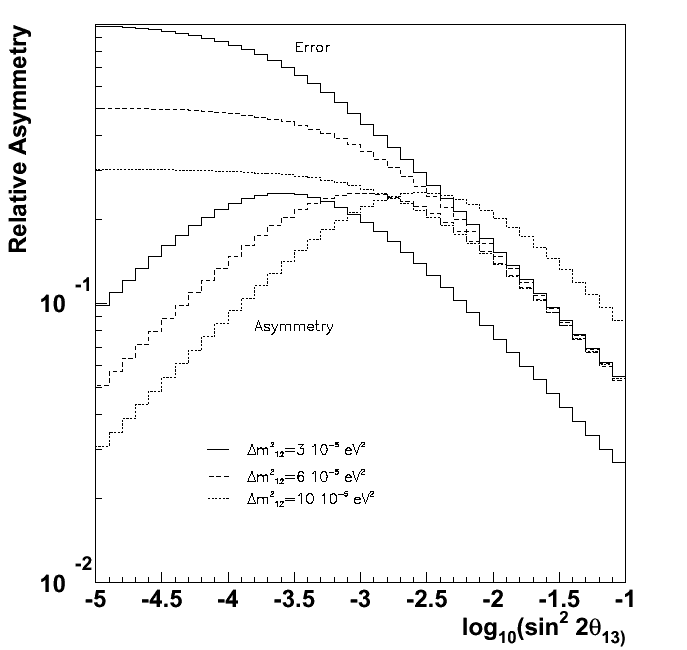 Relative Asymmetry
Error
10 -1
Asymmetry
Δm²₁₂=3 10⁻⁵ eV²
Δm²₁₂=6 10⁻⁵ eV²
Δm²₁₂=10 10⁻⁵ eV²
10 -2
-5 -4.5 -4 -3.5 -3 -2.5 -2 -1.5 -1
log₁₀(sin² 2θ₁₃)